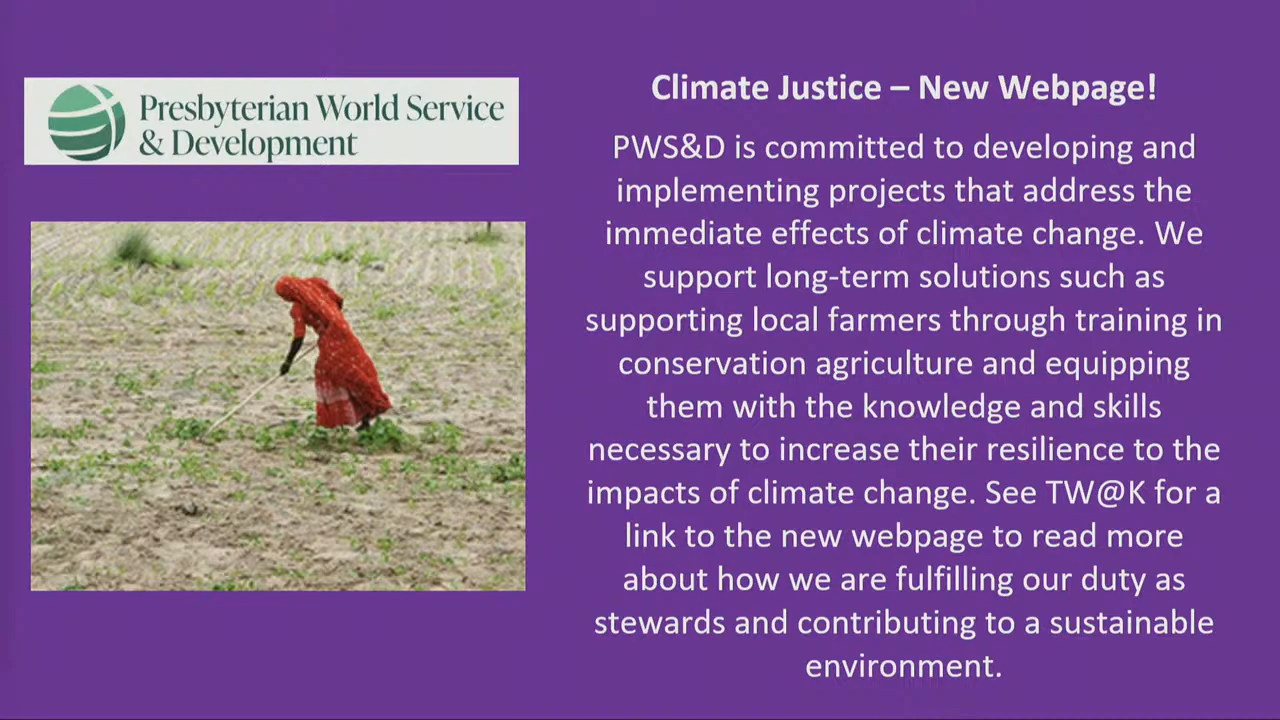 Presbyterian World Service
& Development
Climate Justice – New Webpage!
PWS&D is committed to developing and
implementing projects that address the
immediate effects of climate change. We
support long-term solutions such as
supporting local farmers through training in
conservation agriculture and equipping
them with the knowledge and skills
necessary to increase their resilience to the
impacts of climate change. See TW@K for a
link to the new webpage to read more
about how we are fulfilling our duty as
stewards and contributing to a sustainable
environment.